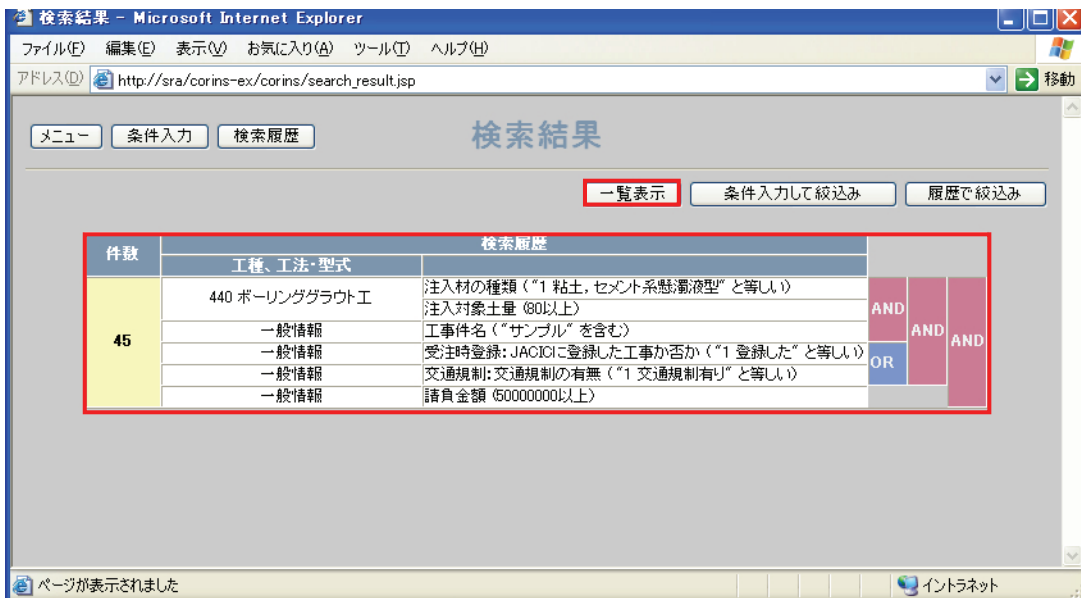 検索結果 - Microsoft Internet Explorer
ファイル(F) 編集(E) 表示(V) お気に入り(A) ツール(T) ヘルプ(H)
アドレス(D) http://sra/corins-ex/corins/search_result.jsp 移動
メニュー 条件入力 検索履歴 検索結果
一覧表示 条件入力して絞込み 履歴で絞込み
件数 検索履歴
工種、工法・型式
440 ボーリンググラウト工 注入材の種類 (“1 粘土，セメント系懸濁液型” と等しい)
注入対象土量 (80以上)
AND
45 一般情報 工事件名 (“サンプル” を含む)
AND AND
一般情報 受注時登録: JACICに登録した工事か否か (“1 登録した” と等しい)
OR
一般情報 交通規制: 交通規制の有無 (“1 交通規制有り” と等しい)
一般情報 請負金額 (50000000以上)
ページが表示されました イントラネット